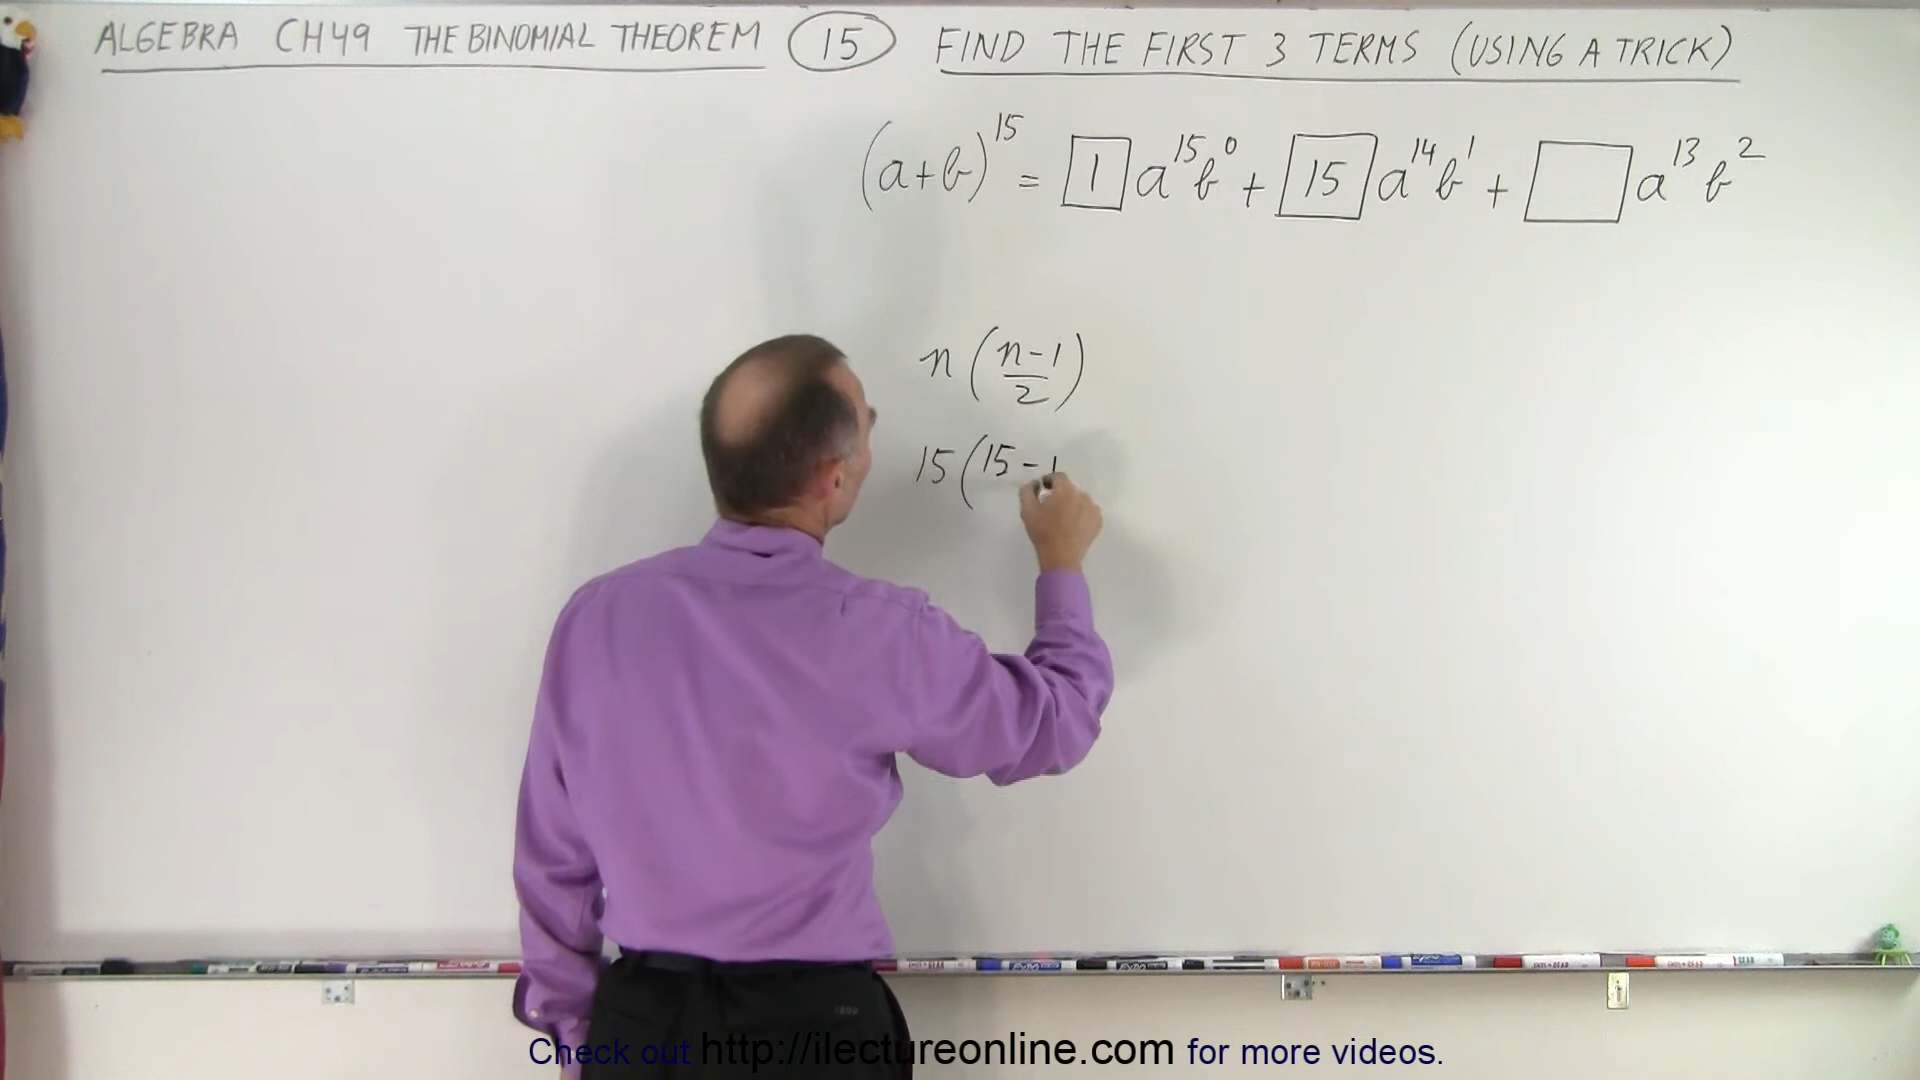 ALGEBRA CH49 THE BINOMIAL THEOREM 15 FIND THE FIRST 3 TERMS (USING A TRICK)
(a+b)^15 = 1 a^15 b^0 + 15 a^14 b^1 + a^13 b^2
n((n-1)/2)
15(15-1
Check out http://ilectureonline.com for more videos.